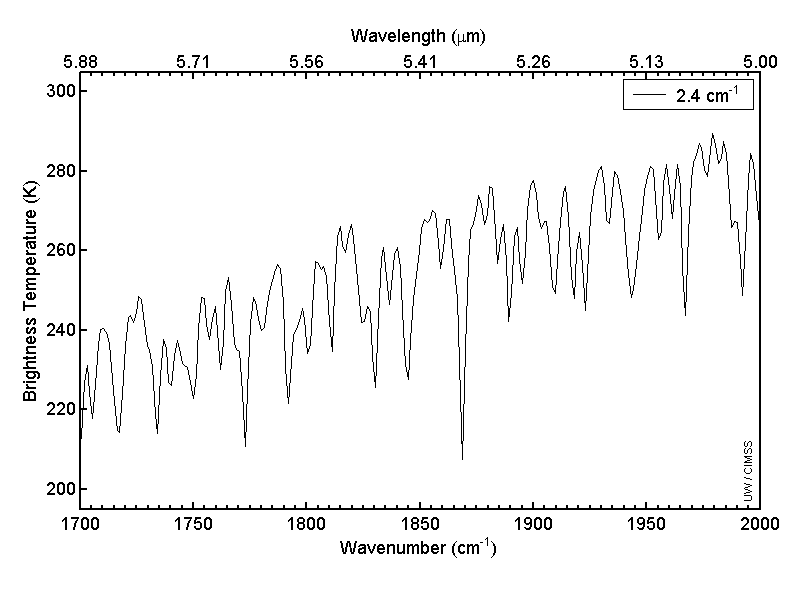 Wavelength (μm)
5.88 5.71 5.56 5.41 5.26 5.13 5.00
2.4 cm-1
300
280
260
240
220
200
Brightness Temperature (K)
UW / CIMSS
1700 1750 1800 1850 1900 1950 2000
Wavenumber (cm-1)